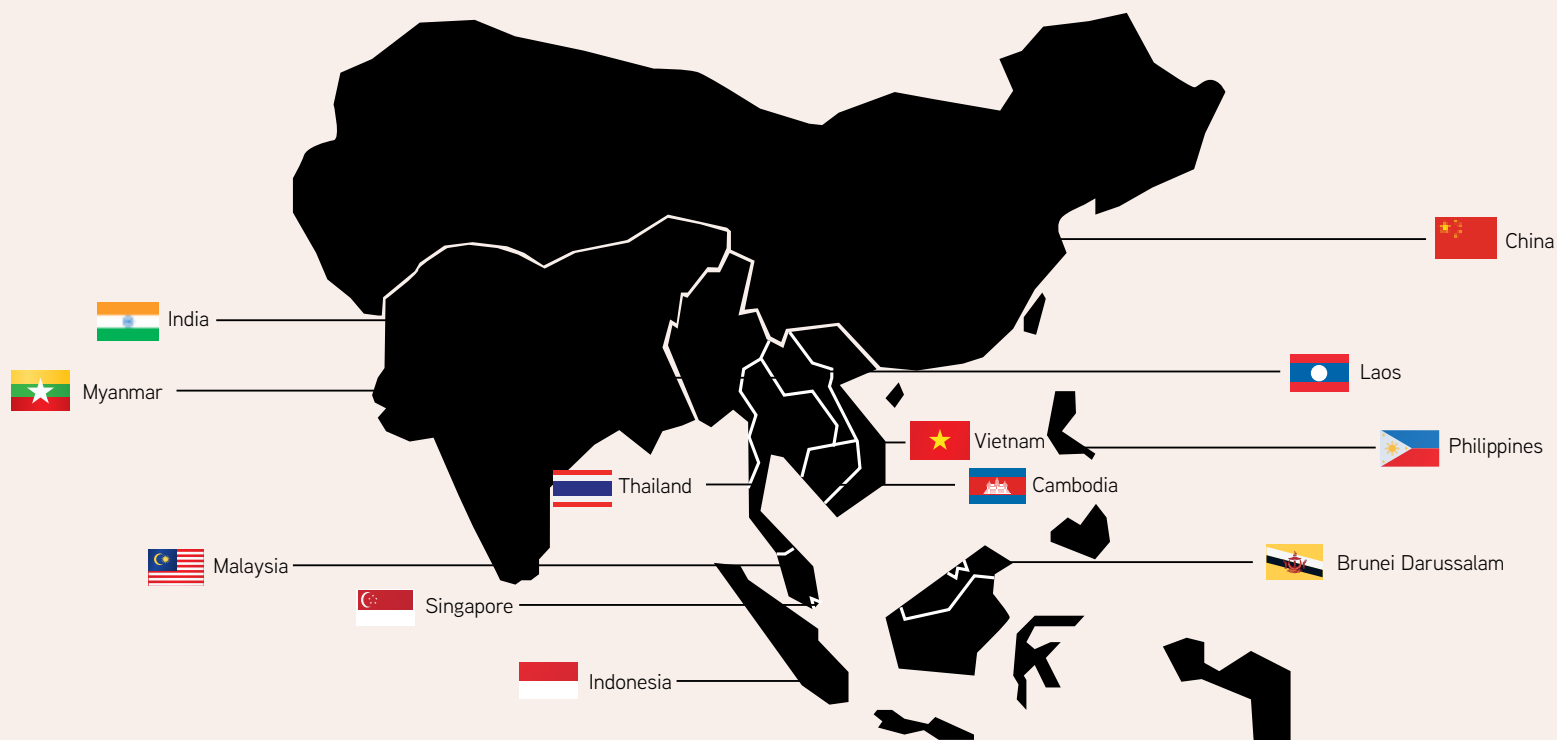 China
India
Laos
Myanmar
Vietnam
Philippines
Thailand
Cambodia
Malaysia
Brunei Darussalam
Singapore
Indonesia